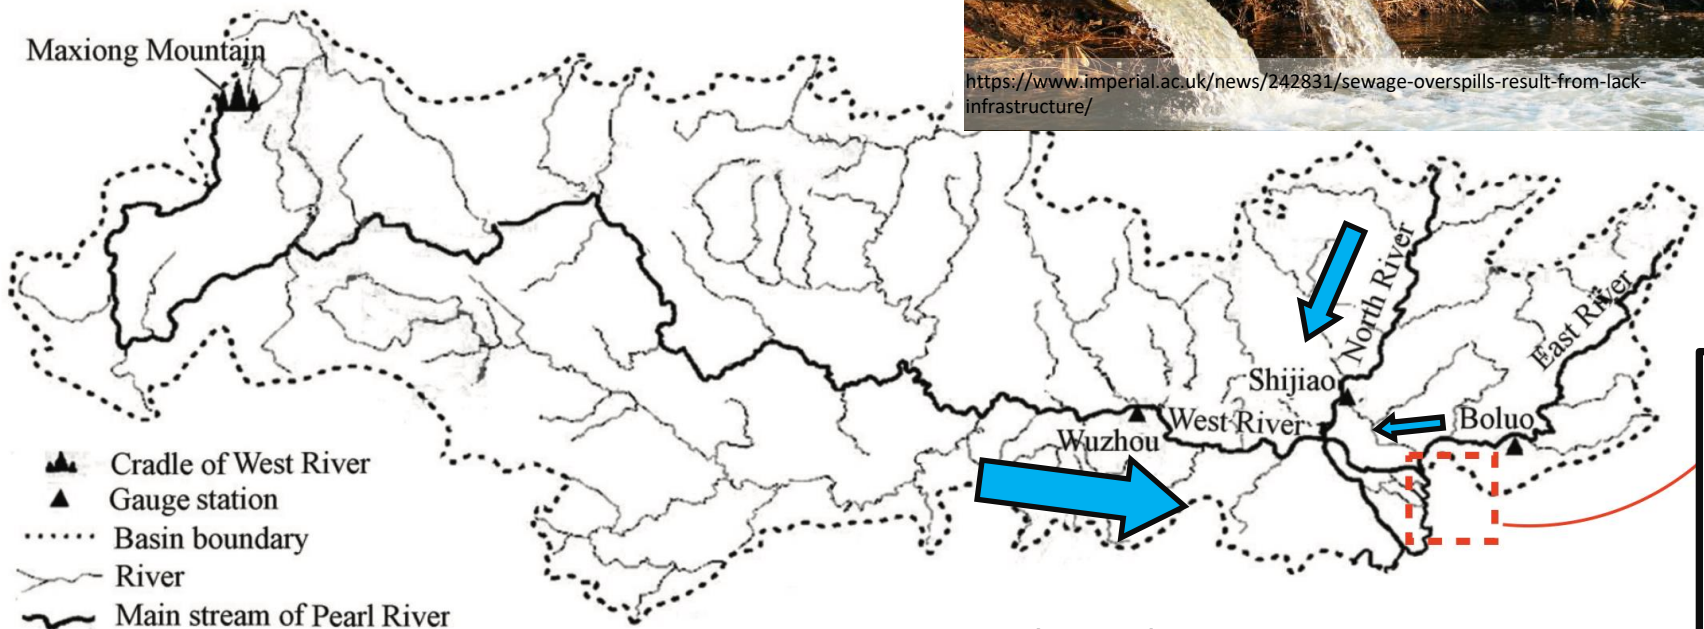 Maxiong Mountain
https://www.imperial.ac.uk/news/242831/sewage-overspills-result-from-lack-
infrastructure/
North River
East River
Shijiao
Boluo
West River
Wuzhou
Cradle of West River
Gauge station
Basin boundary
River
Main stream of Pearl River